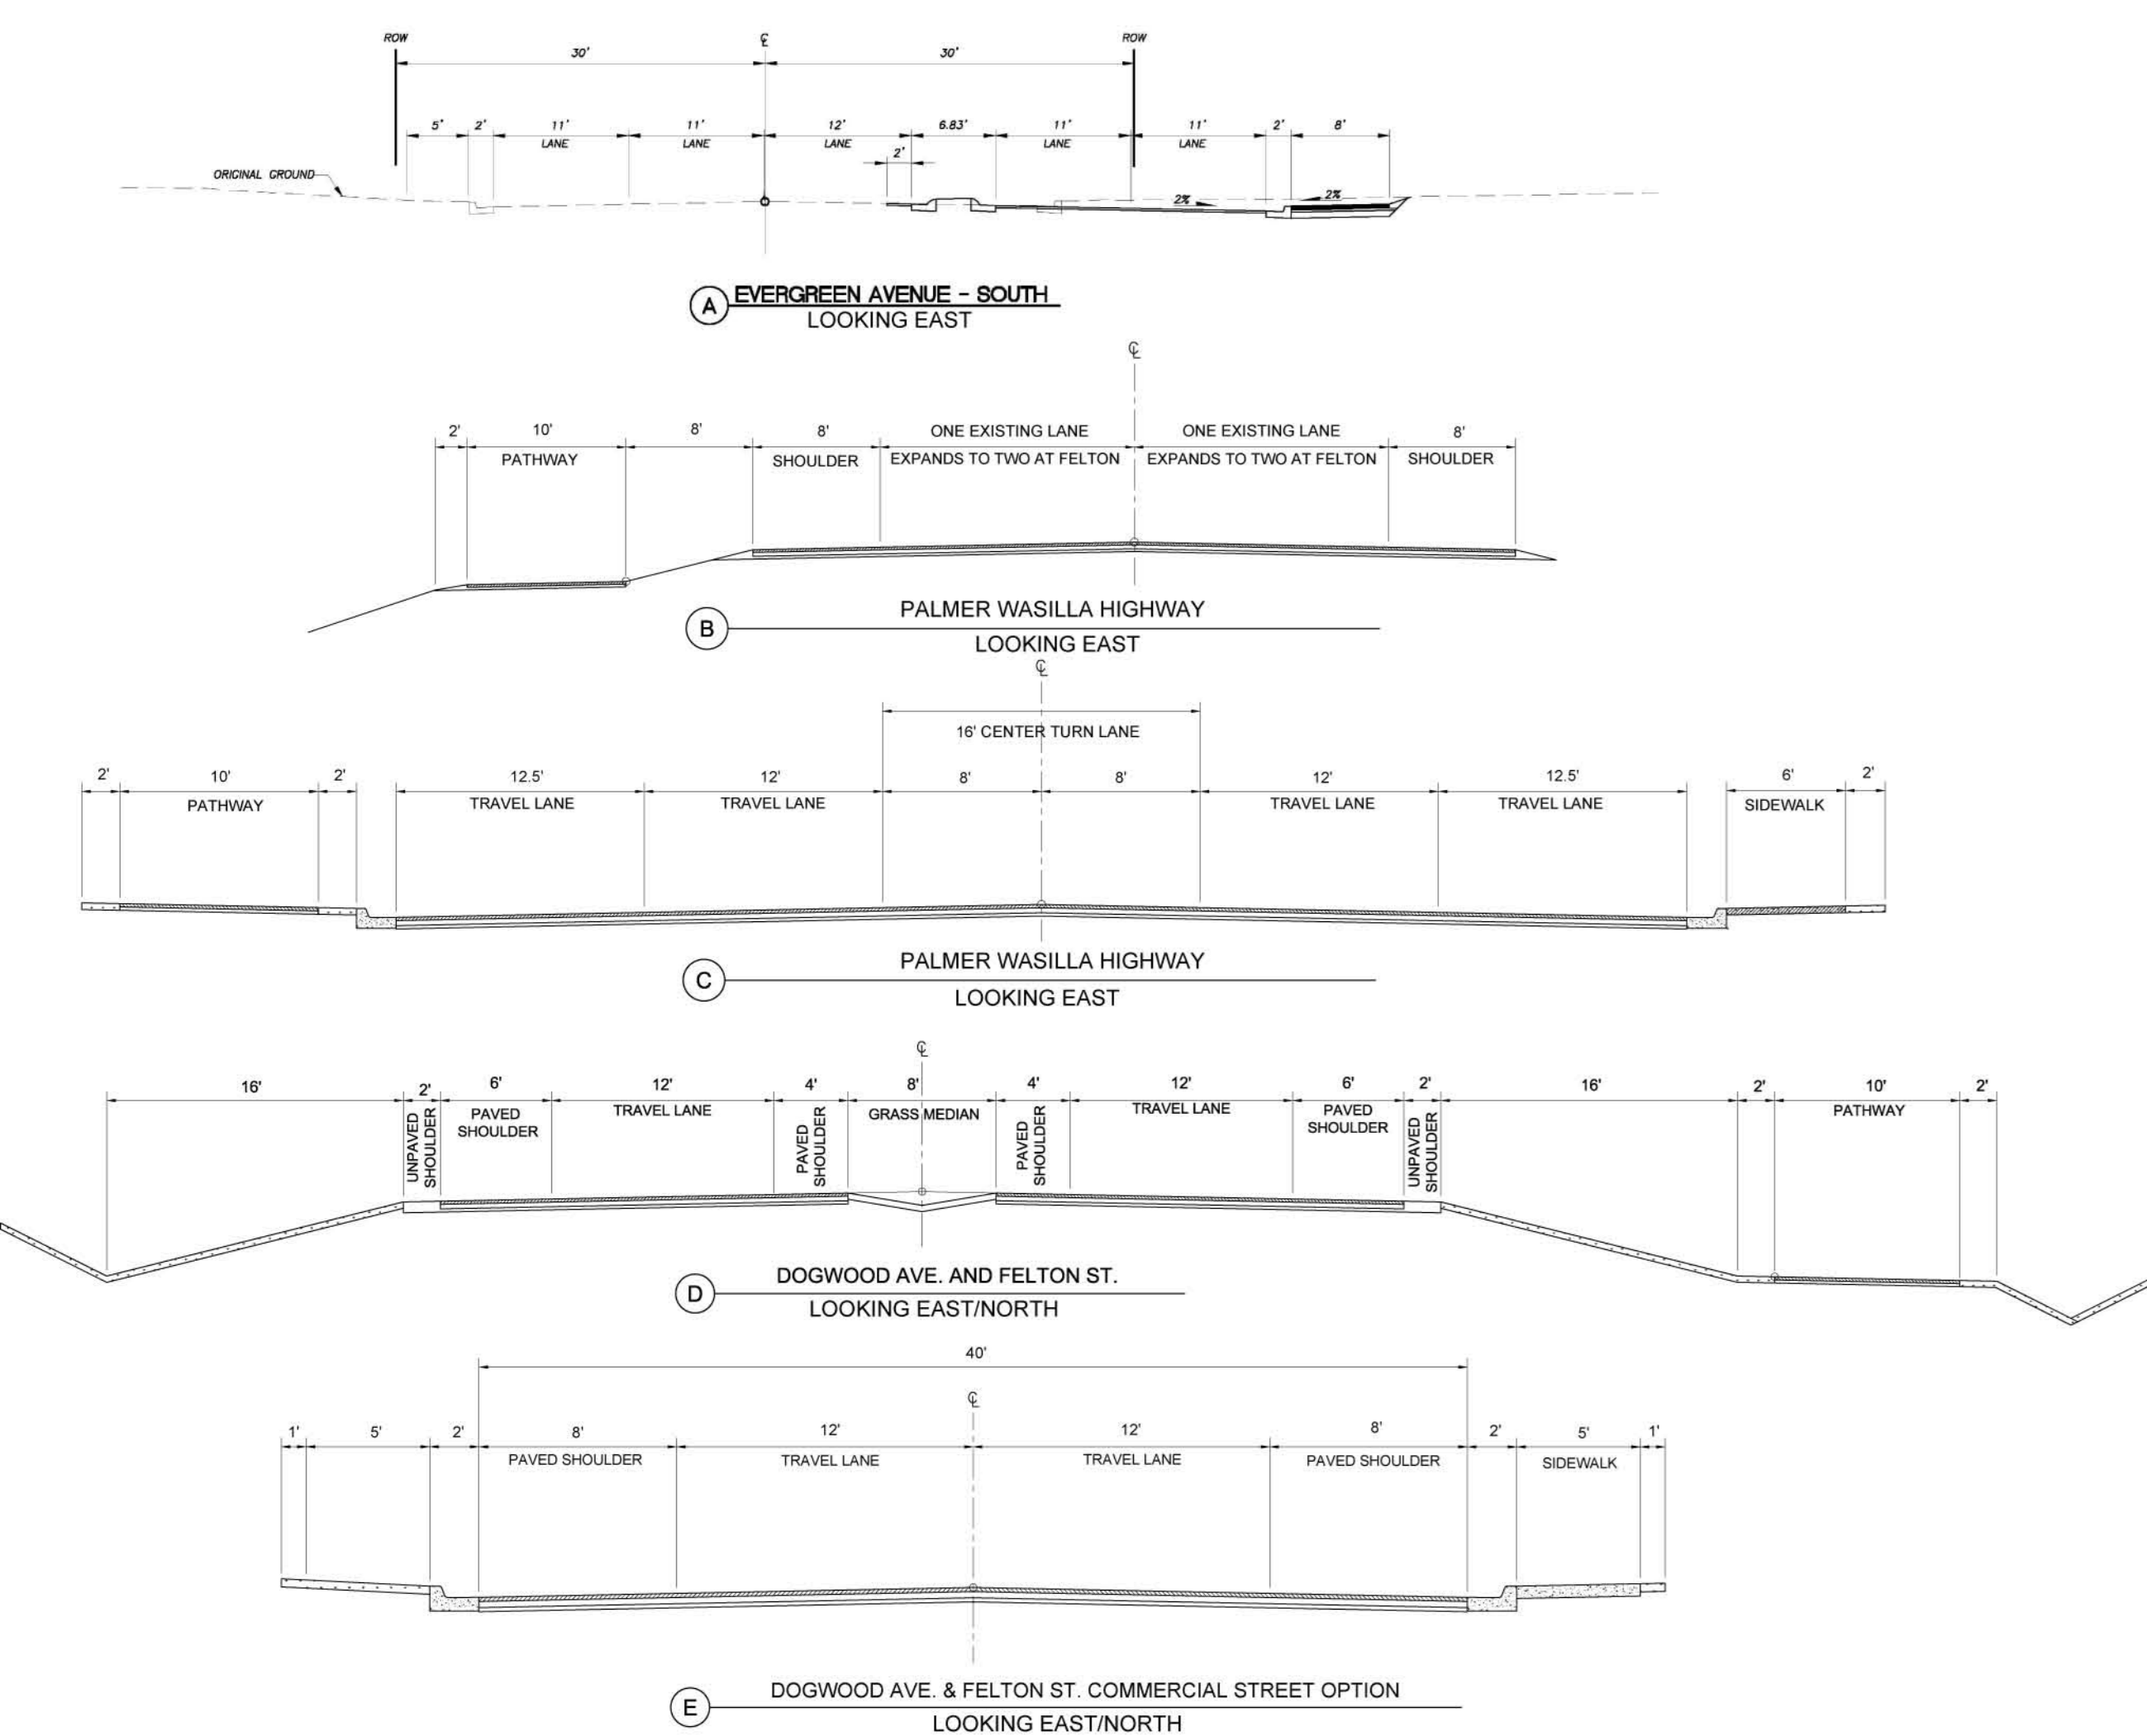 ROW ℄ ROW
30' 30'
5' 2' 11' 11' 12' 6.83' 11' 11' 2' 8'
LANE LANE LANE LANE LANE
2'
ORIGINAL GROUND
2% 2%
A EVERGREEN AVENUE - SOUTH
LOOKING EAST
℄
2' 10' 8' 8' ONE EXISTING LANE ONE EXISTING LANE 8'
PATHWAY SHOULDER EXPANDS TO TWO AT FELTON EXPANDS TO TWO AT FELTON SHOULDER
B PALMER WASILLA HIGHWAY
LOOKING EAST
℄
16' CENTER TURN LANE
2' 10' 2' 12.5' 12' 8' 8' 12' 12.5' 6' 2'
PATHWAY TRAVEL LANE TRAVEL LANE TRAVEL LANE TRAVEL LANE SIDEWALK
C PALMER WASILLA HIGHWAY
LOOKING EAST
℄
16' 2' 6' 12' 4' 8' 4' 12' 6' 2' 16' 2' 10' 2'
UNPAVED SHOULDER
PAVED SHOULDER
TRAVEL LANE
PAVED SHOULDER
GRASS MEDIAN
PAVED SHOULDER
TRAVEL LANE
PAVED SHOULDER
UNPAVED SHOULDER
PATHWAY
D DOGWOOD AVE. AND FELTON ST.
LOOKING EAST/NORTH
40'
℄
1' 5' 2' 8' 12' 12' 8' 2' 5' 1'
PAVED SHOULDER TRAVEL LANE TRAVEL LANE PAVED SHOULDER SIDEWALK
E DOGWOOD AVE. & FELTON ST. COMMERCIAL STREET OPTION
LOOKING EAST/NORTH